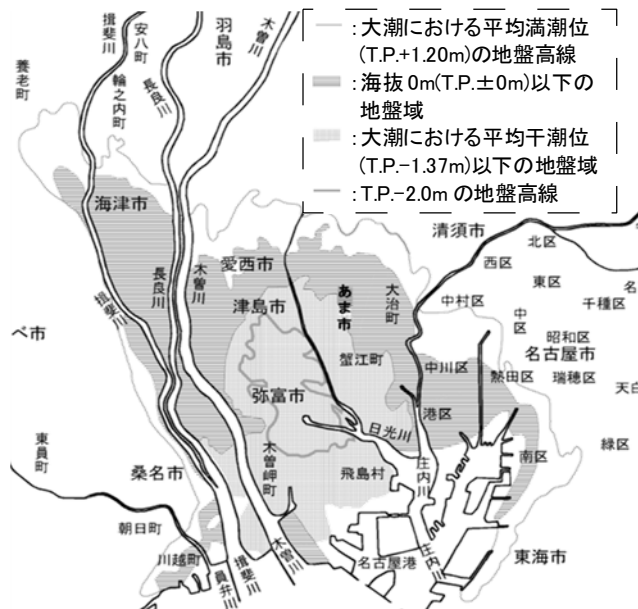 : 大潮における平均満潮位
(T.P.+1.20m)の地盤高線
: 海抜 0m(T.P.±0m)以下の
地盤域
: 大潮における平均干潮位
(T.P.−1.37m)以下の地盤域
: T.P.−2.0m の地盤高線
揖斐川
安八町
羽島市
木曽川
養老町
輪之内町
長良川
海津市
清須市
北区
西区
愛西市
東区
名
長良川
木曽川
津島市
あま市
大治町
中村区
千種区
中区
揖斐川
べ市
昭和区
名古屋市
蟹江町
中川区
熱田区
瑞穂区
天白
弥富市
港区
日光川
東員町
緑区
南区
木曽岬町
桑名市
飛島村
庄内川
朝日町
川越町
名古屋港
庄内川
東海市
員弁川
揖斐川
木曽川